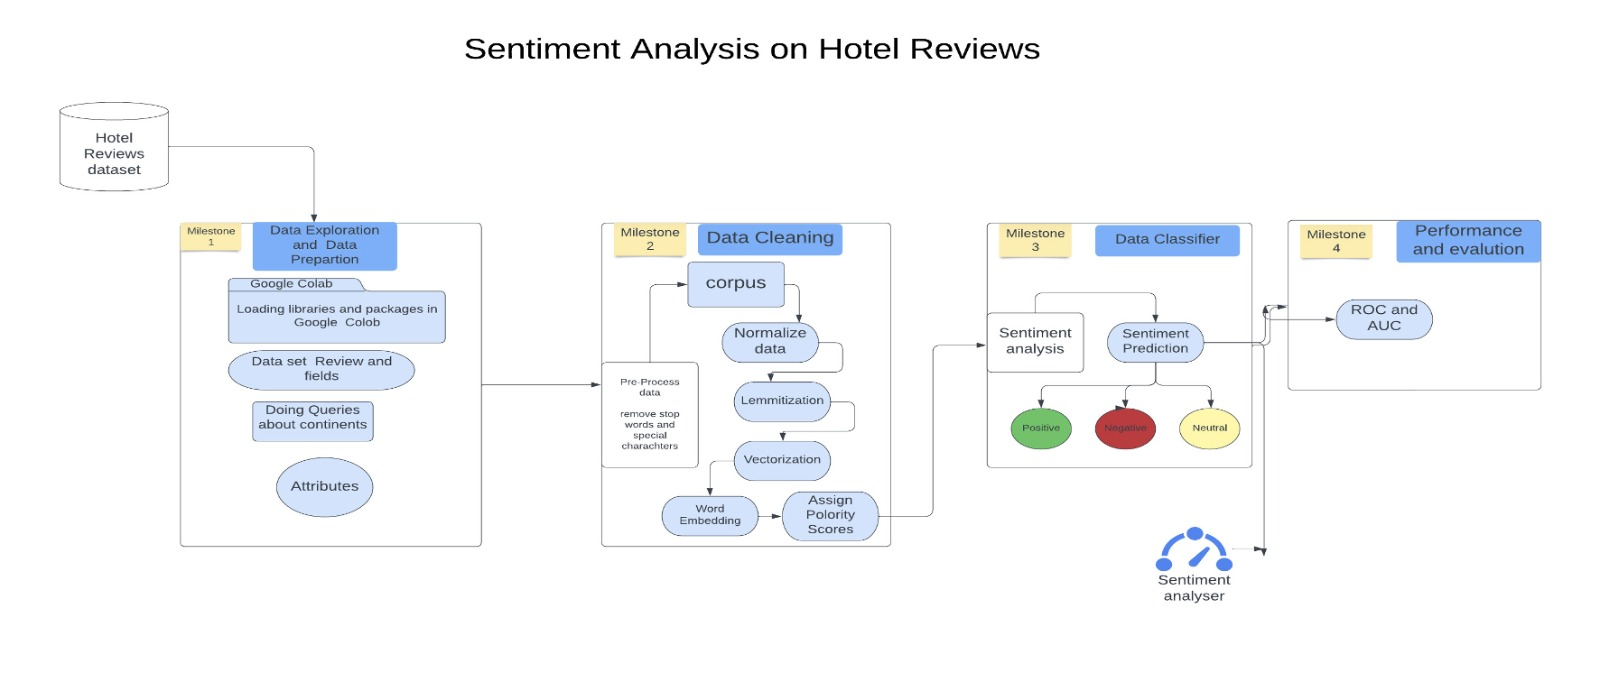 Sentiment Analysis on Hotel Reviews
Hotel
Reviews
dataset
Milestone
1
Data Exploration
and Data
Prepartion
Google Colab
Loading libraries and packages in
Google Colob
Data set Review and
fields
Doing Queries
about continents
Attributes
Milestone
2
Data Cleaning
corpus
Normalize
data
Pre-Process
data
remove stop
words and
special
charachters
Lemmitization
Vectorization
Word
Embedding
Assign
Polority
Scores
Milestone
3
Data Classifier
Sentiment
analysis
Sentiment
Prediction
Positive
Negative
Neutral
Milestone
4
Performance
and evalution
ROC and
AUC
Sentiment
analyser